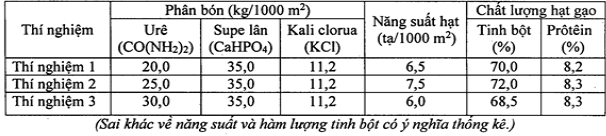 Thí nghiệm | Phân bón (kg/1000 m²) | Năng suất hạt (tạ/1000 m²) | Chất lượng hạt gạo
Urê (CO(NH₂)₂) | Supe lân (CaHPO₄) | Kali clorua (KCl) | Tinh bột (%) | Prôtêin (%)
Thí nghiệm 1 | 20,0 | 35,0 | 11,2 | 6,5 | 70,0 | 8,2
Thí nghiệm 2 | 25,0 | 35,0 | 11,2 | 7,5 | 72,0 | 8,3
Thí nghiệm 3 | 30,0 | 35,0 | 11,2 | 6,0 | 68,5 | 8,3
(Sai khác về năng suất và hàm lượng tinh bột có ý nghĩa thống kê.)